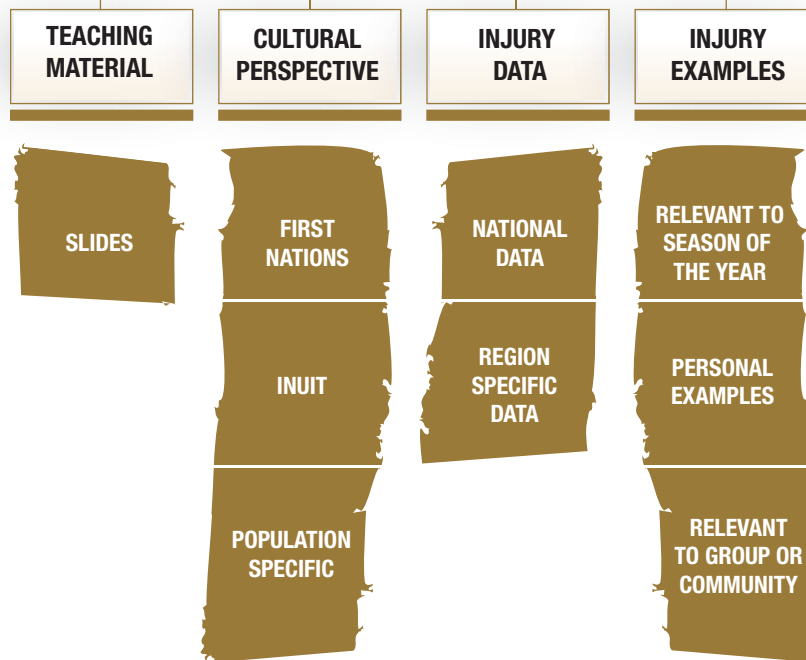 TEACHING
MATERIAL
CULTURAL
PERSPECTIVE
INJURY
DATA
INJURY
EXAMPLES
SLIDES
FIRST
NATIONS
INUIT
POPULATION
SPECIFIC
NATIONAL
DATA
REGION
SPECIFIC
DATA
RELEVANT TO
SEASON OF
THE YEAR
PERSONAL
EXAMPLES
RELEVANT
TO GROUP OR
COMMUNITY